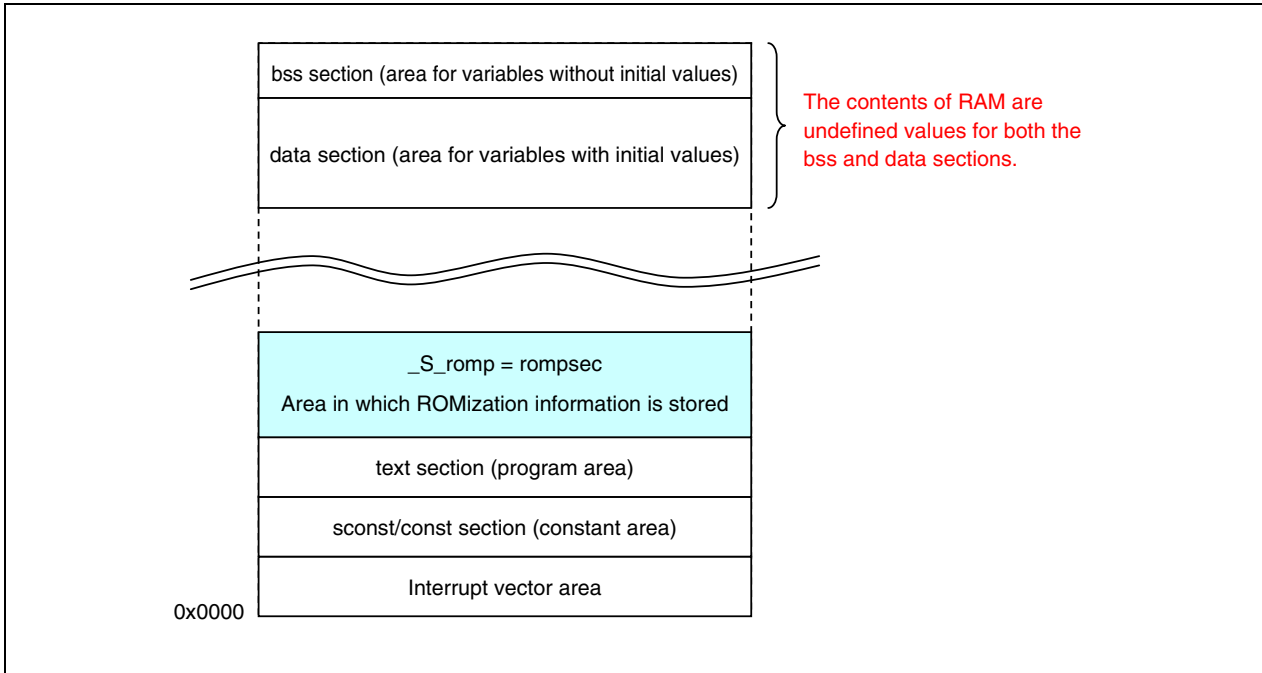 bss section (area for variables without initial values)
data section (area for variables with initial values)
The contents of RAM are
undefined values for both the
bss and data sections.
_S_romp = rompsec
Area in which ROMization information is stored
text section (program area)
sconst/const section (constant area)
Interrupt vector area
0x0000